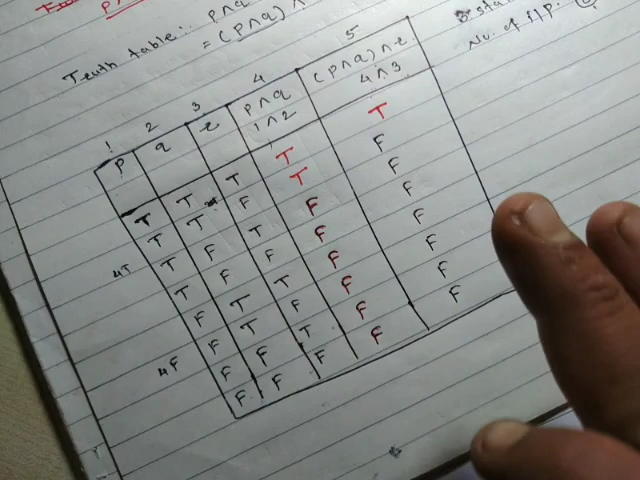 Truth table:. p∧q
= (p∧q) ∧
No. of i/p.
1 2 3 4 5
p q r p∧q (p∧q)∧r
1∧2 4∧3
T T T T T
T T F T F
T F T F F
4T T F F F F
F T T F F
F T F F F
4F F F T F F
F F F F F